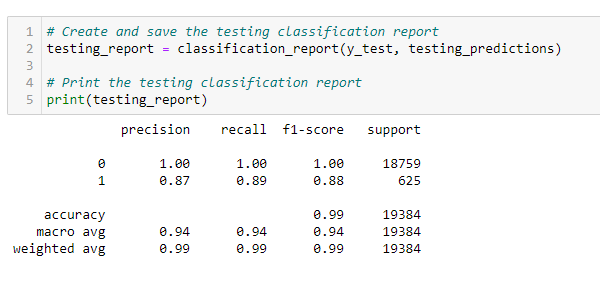 1 # Create and save the testing classification report
2 testing_report = classification_report(y_test, testing_predictions)
3
4 # Print the testing classification report
5 print(testing_report)
precision recall f1-score support
0 1.00 1.00 1.00 18759
1 0.87 0.89 0.88 625
accuracy 0.99 19384
macro avg 0.94 0.94 0.94 19384
weighted avg 0.99 0.99 0.99 19384